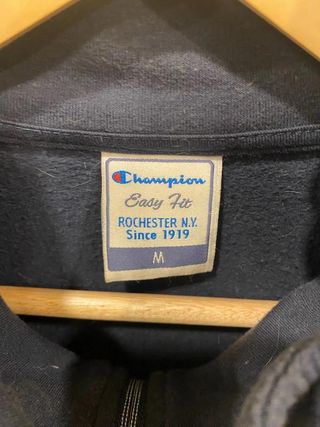 Champion
Easy Fit
ROCHESTER N.Y.
Since 1919
M